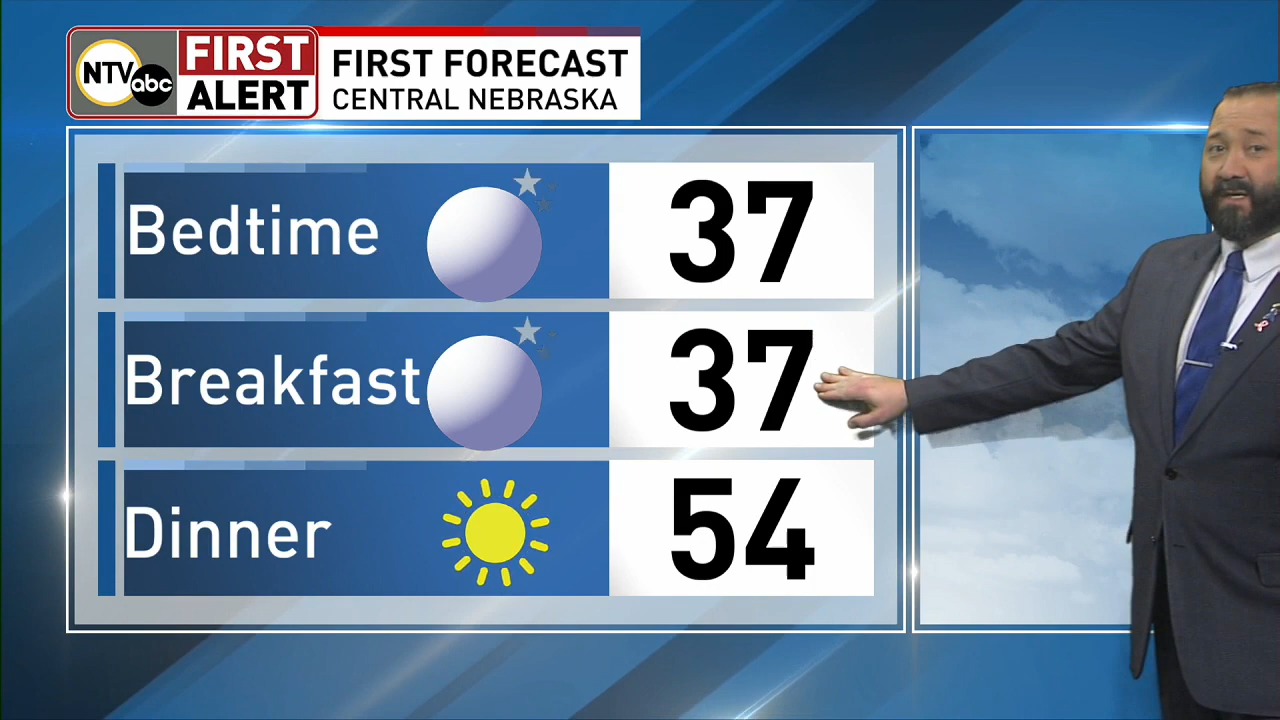 NTV
abc
FIRST
ALERT
FIRST FORECAST
CENTRAL NEBRASKA
Bedtime
37
Breakfast
37
Dinner
54